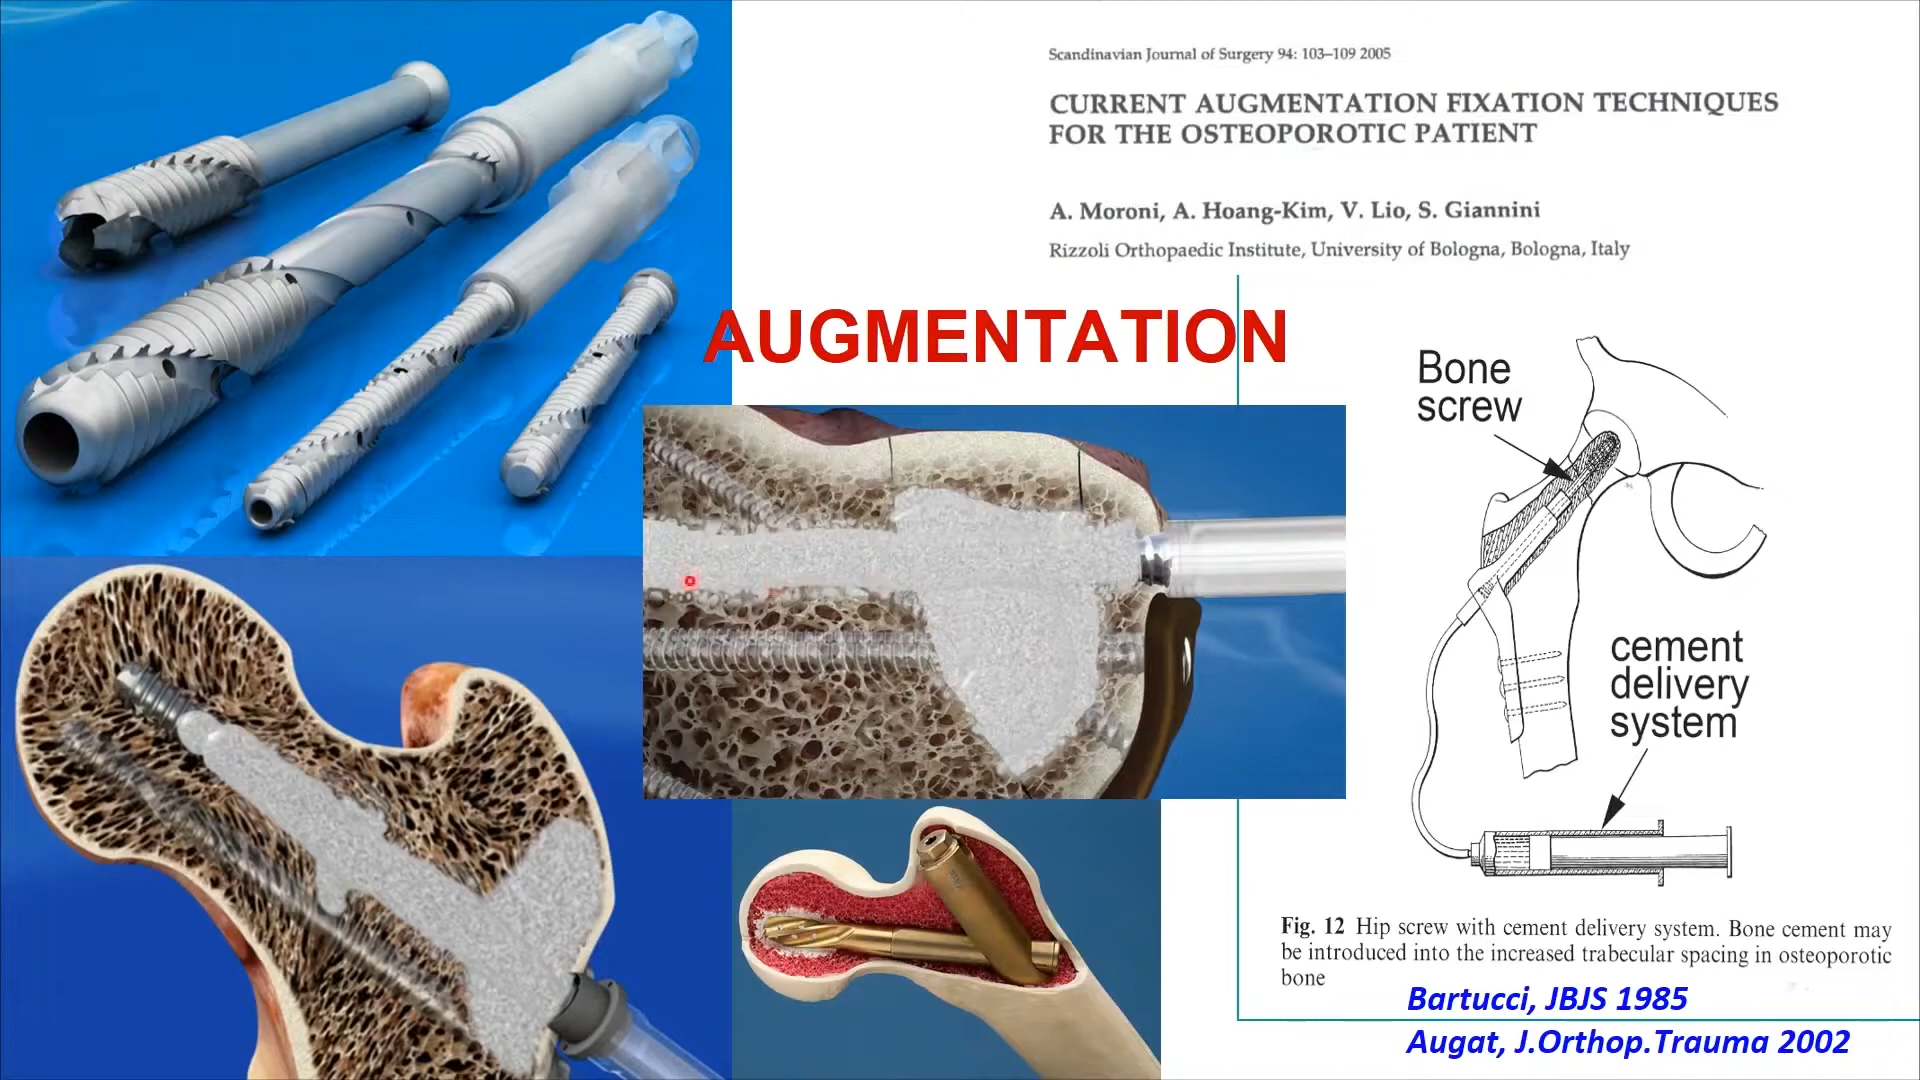 Scandinavian Journal of Surgery 94: 103–109 2005
CURRENT AUGMENTATION FIXATION TECHNIQUES
FOR THE OSTEOPOROTIC PATIENT
A. Moroni, A. Hoang-Kim, V. Lio, S. Giannini
Rizzoli Orthopaedic Institute, University of Bologna, Bologna, Italy
AUGMENTATION
Bone
screw
cement
delivery
system
Fig. 12 Hip screw with cement delivery system. Bone cement may
be introduced into the increased trabecular spacing in osteoporotic
bone
Bartucci, JBJS 1985
Augat, J.Orthop.Trauma 2002